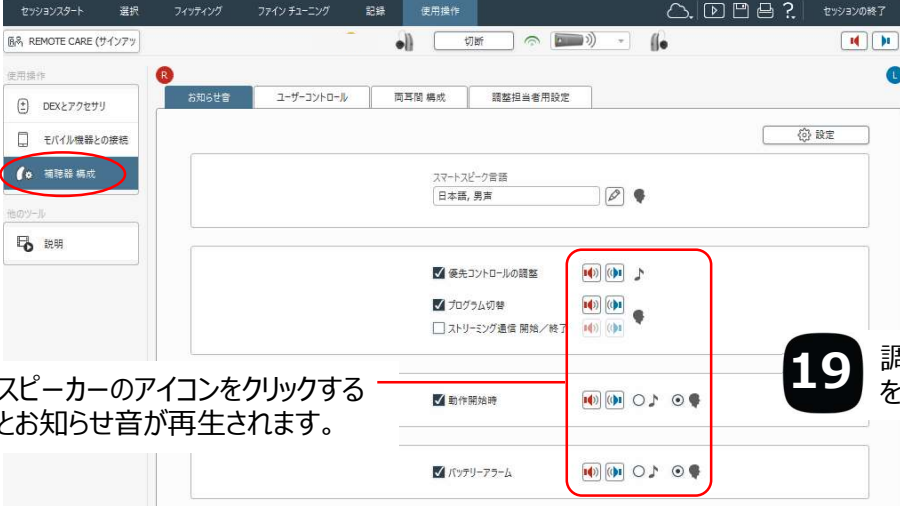 セッションスタート 選択 フィッティング ファインチューニング 記録 使用操作 セッションの終了
REMOTE CARE (サインアッ 切断
使用操作
R
L
お知らせ音 ユーザーコントロール 両耳間 構成 調整担当者用設定
DEXとアクセサリ
モバイル機器との接続
補聴器 構成
他のツール
説明
設定
スマートスピーク言語
日本語, 男声
優先コントロールの調整
プログラム切替
ストリーミング通信 開始／終了
19
調
を
スピーカーのアイコンをクリックする
とお知らせ音が再生されます。
動作開始時
バッテリーアラーム